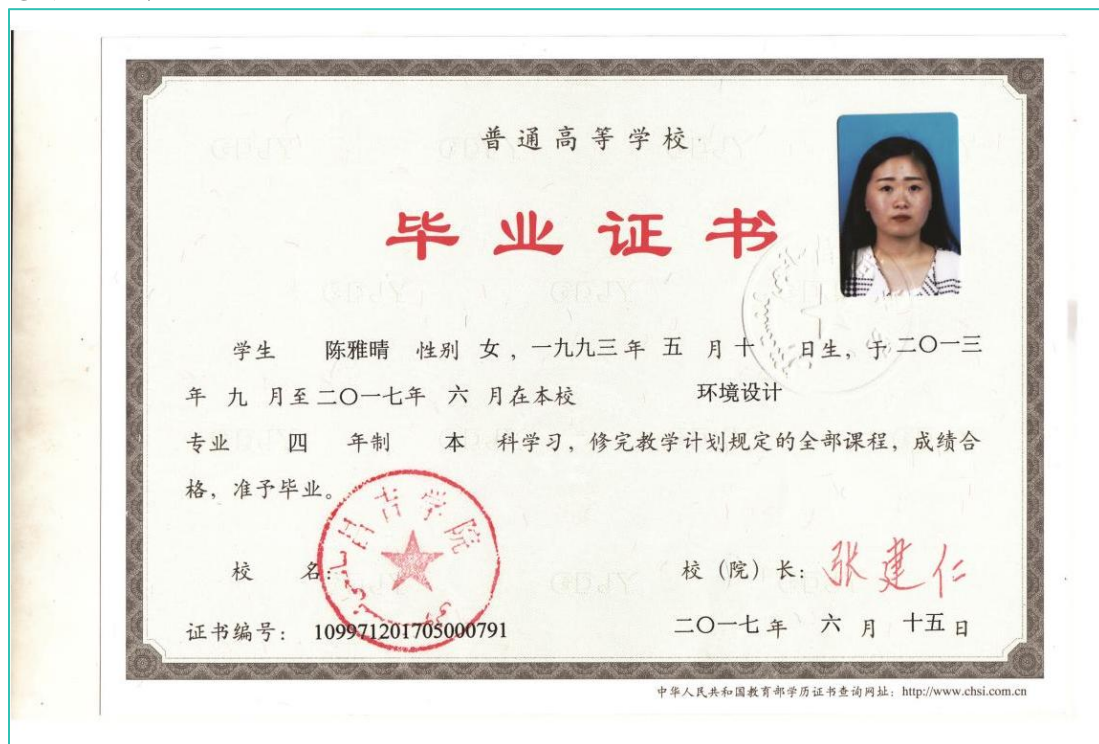 普通高等学校
毕业证书
学生 陈雅晴 性别 女，一九九三年 五 月十 日生，于二〇一三
年 九 月至二〇一七年 六 月在本校 环境设计
专业 四 年制 本 科学习，修完教学计划规定的全部课程，成绩合
格，准予毕业。
昌吉学院
校 名：
校（院）长：张建仁
证书编号：109971201705000791
二〇一七年 六 月 十五日
中华人民共和国教育部学历证书查询网址：http://www.chsi.com.cn